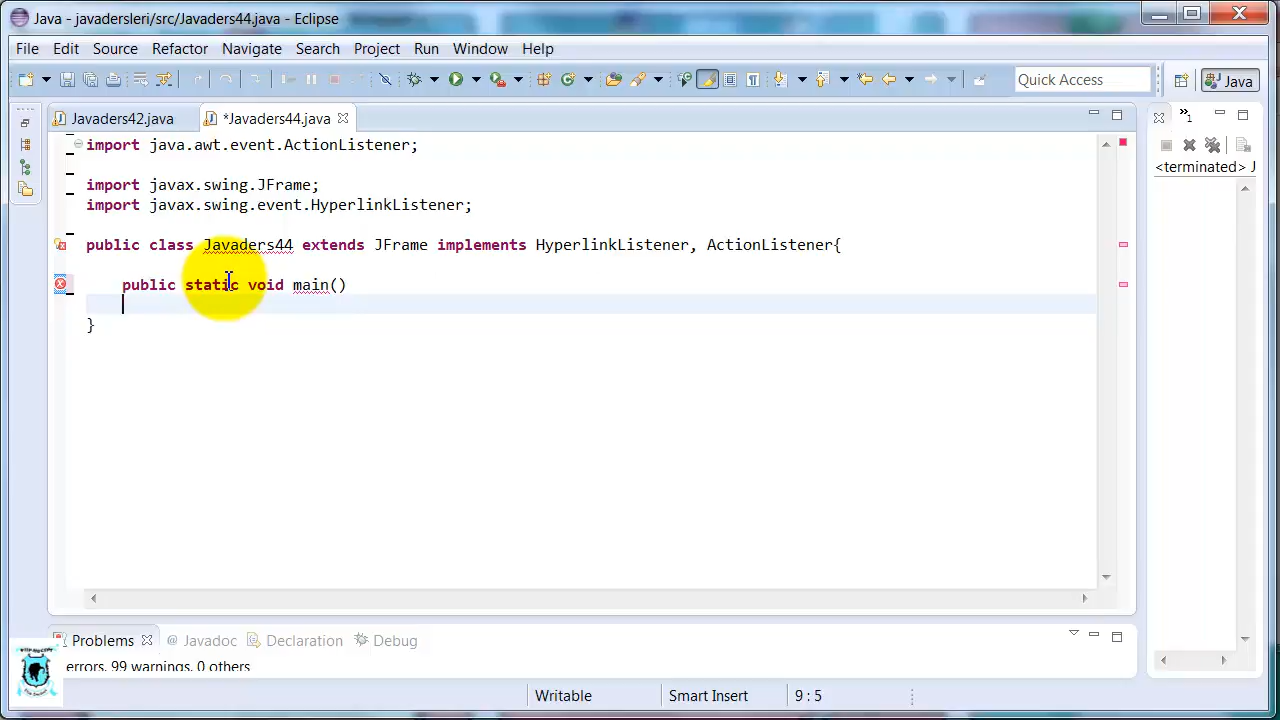 Java - javadersleri/src/Javaders44.java - Eclipse
File Edit Source Refactor Navigate Search Project Run Window Help
Quick Access
Java
Javaders42.java
*Javaders44.java
1
import java.awt.event.ActionListener;
import javax.swing.JFrame;
import javax.swing.event.HyperlinkListener;
public class Javaders44 extends JFrame implements HyperlinkListener, ActionListener{
public static void main()
}
<terminated> J
Problems @ Javadoc Declaration Debug
errors, 99 warnings, 0 others
Writable Smart Insert 9 : 5